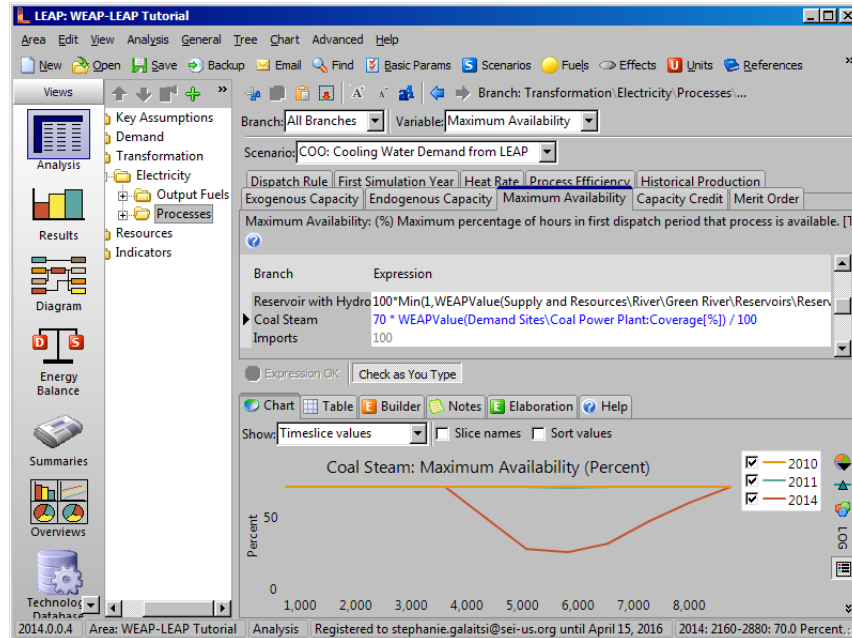 LEAP: WEAP-LEAP Tutorial
Area Edit View Analysis General Tree Chart Advanced Help
New Open Save Backup Email Find Basic Params Scenarios Fuels Effects Units References
Views
Branch: Transformation\Electricity\Processes\...
Branch: All Branches Variable: Maximum Availability
Scenario: COO: Cooling Water Demand from LEAP
Key Assumptions
Demand
Transformation
Electricity
Output Fuels
Processes
Resources
Indicators
Analysis
Results
Diagram
Energy
Balance
Summaries
Overviews
Technolog
Database
Dispatch Rule First Simulation Year Heat Rate Process Efficiency Historical Production
Exogenous Capacity Endogenous Capacity Maximum Availability Capacity Credit Merit Order
Maximum Availability: (%) Maximum percentage of hours in first dispatch period that process is available. [T
Branch Expression
Reservoir with Hydro 100*Min(1,WEAPValue(Supply and Resources\River\Green River\Reservoirs\Reserv
Coal Steam 70 * WEAPValue(Demand Sites\Coal Power Plant:Coverage[%]) / 100
Imports 100
Expression OK Check as You Type
Chart Table Builder Notes Elaboration Help
Show: Timeslice values Slice names Sort values
Coal Steam: Maximum Availability (Percent)
2010
2011
2014
LOG
Percent
50
0
1,000 2,000 3,000 4,000 5,000 6,000 7,000 8,000
2014.0.0.4 Area: WEAP-LEAP Tutorial Analysis Registered to stephanie.galaitsi@sei-us.org until April 15, 2016 2014: 2160-2880: 70.0 Percent